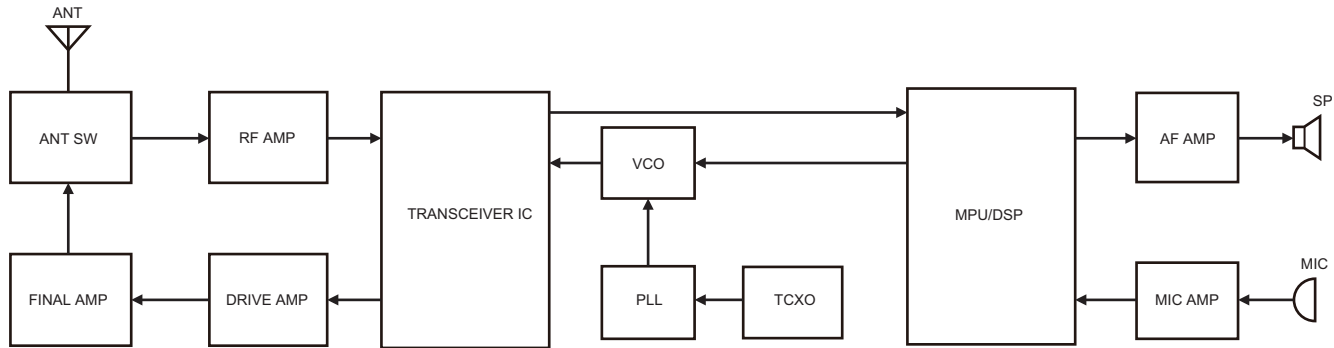 ANT
ANT SW
RF AMP
TRANSCEIVER IC
VCO
MPU/DSP
AF AMP
SP
FINAL AMP
DRIVE AMP
PLL
TCXO
MIC AMP
MIC